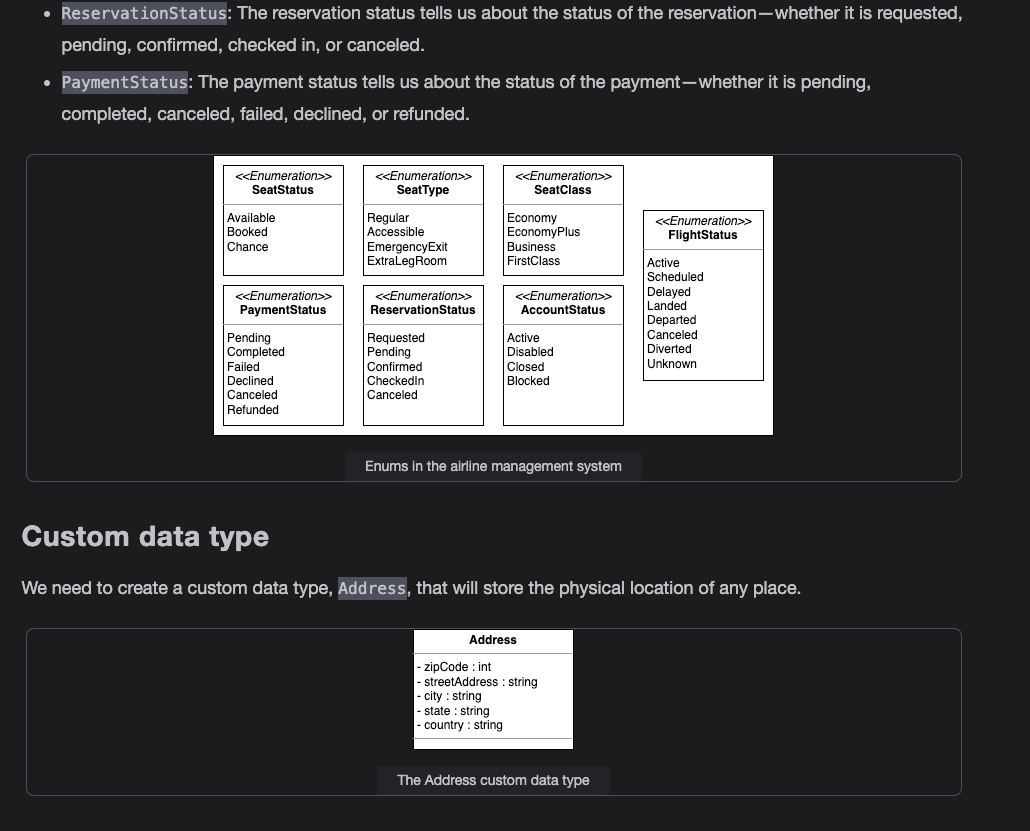 ReservationStatus: The reservation status tells us about the status of the reservation—whether it is requested,
pending, confirmed, checked in, or canceled.
PaymentStatus: The payment status tells us about the status of the payment—whether it is pending,
completed, canceled, failed, declined, or refunded.
<<Enumeration>>
SeatStatus
Available
Booked
Chance
<<Enumeration>>
SeatType
Regular
Accessible
EmergencyExit
ExtraLegRoom
<<Enumeration>>
SeatClass
Economy
EconomyPlus
Business
FirstClass
<<Enumeration>>
FlightStatus
Active
Scheduled
Delayed
Landed
Departed
Canceled
Diverted
Unknown
<<Enumeration>>
PaymentStatus
Pending
Completed
Failed
Declined
Canceled
Refunded
<<Enumeration>>
ReservationStatus
Requested
Pending
Confirmed
CheckedIn
Canceled
<<Enumeration>>
AccountStatus
Active
Disabled
Closed
Blocked
Enums in the airline management system
Custom data type
We need to create a custom data type, Address, that will store the physical location of any place.
Address
- zipCode : int
- streetAddress : string
- city : string
- state : string
- country : string
The Address custom data type